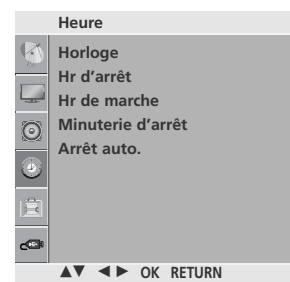 Heure
Horloge
Hr d'arrêt
Hr de marche
Minuterie d'arrêt
Arrêt auto.
▲▼ ◄► OK RETURN